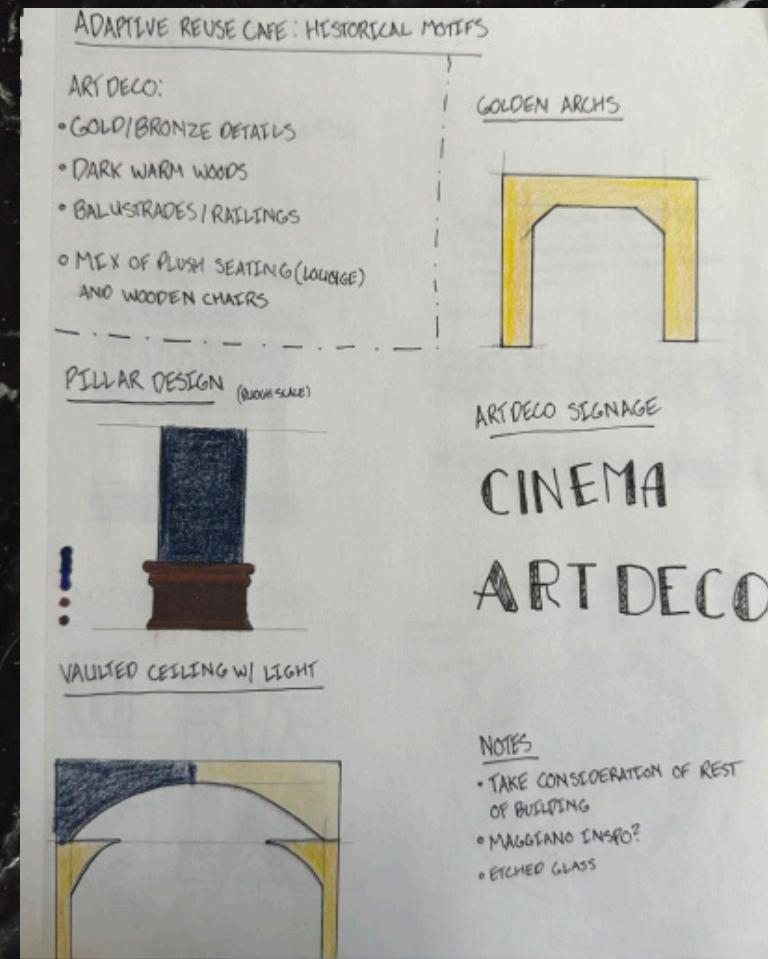 ADAPTIVE REUSE CAFE: HISTORICAL MOTIFS
ART DECO:
• GOLD/BRONZE DETAILS
• DARK WARM WOODS
• BALUSTRADES/RAILINGS
• MIX OF PLUSH SEATING (LOUNGE)
AND WOODEN CHAIRS
GOLDEN ARCHS
PILLAR DESIGN (ROUGH SCALE)
ART DECO SIGNAGE
CINEMA
ART DECO
VAULTED CEILING W/ LIGHT
NOTES
• TAKE CONSIDERATION OF REST
OF BUILDING
• MAGGIANO INSPO?
• ETCHED GLASS